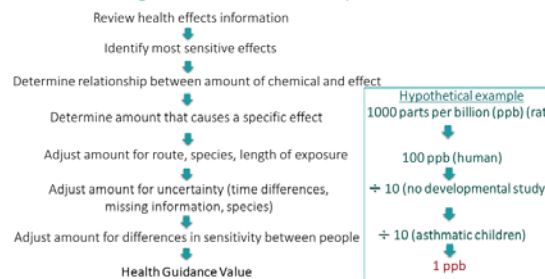 Review health effects information
Identify most sensitive effects
Determine relationship between amount of chemical and effect
Determine amount that causes a specific effect
Adjust amount for route, species, length of exposure
Adjust amount for uncertainty (time differences,
missing information, species)
Adjust amount for differences in sensitivity between people
Health Guidance Value
Hypothetical example
1000 parts per billion (ppb) (rat
100 ppb (human)
÷ 10 (no developmental study
÷ 10 (asthmatic children)
1 ppb